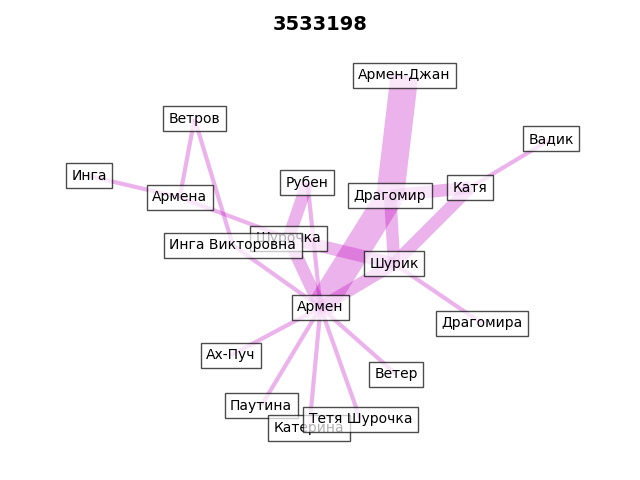 3533198
Армен-Джан
Ветров
Вадик
Инга
Рубен
Катя
Армена
Драгомир
Шурочка
Инга Викторовна
Шурик
Армен
Драгомира
Ах-Пуч
Ветер
Паутина
Тетя Шурочка
Катерина